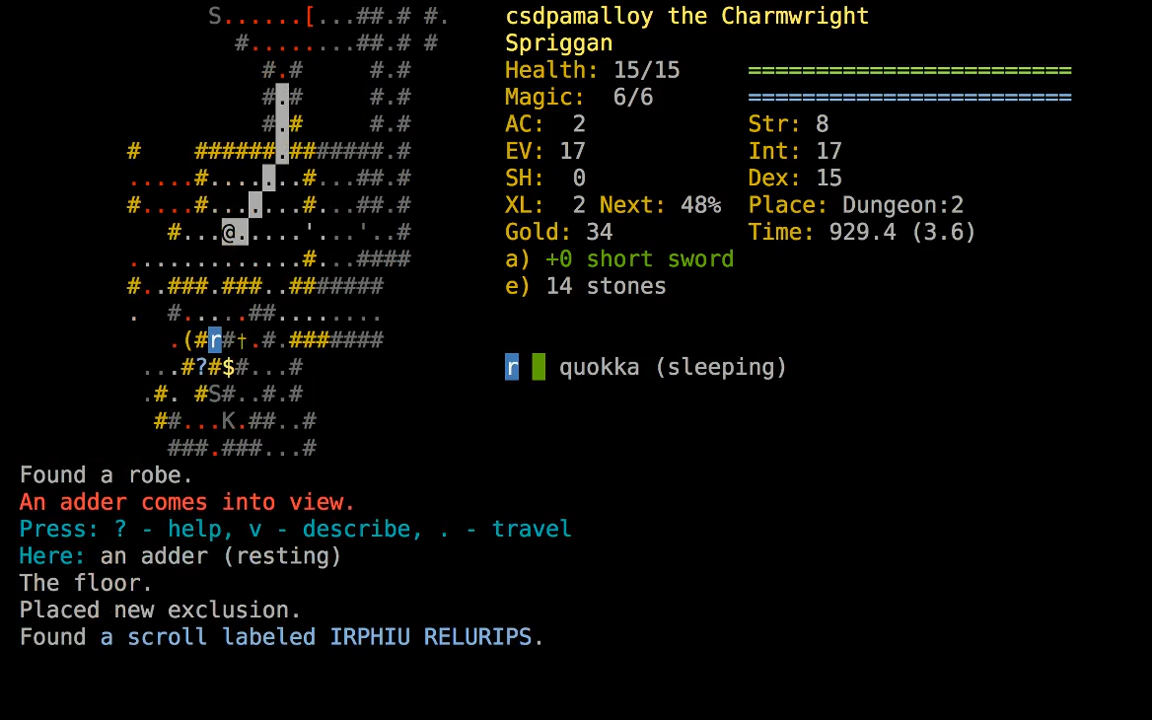 S......[...##.# #.    csdpamalloy the Charmwright
#........##.# #    Spriggan
#.#     #.#    Health: 15/15    ========================
#.#     #.#    Magic:  6/6    ========================
#.#     #.#    AC:  2    Str: 8
#    ######.#######.#    EV: 17    Int: 17
.....#.......#...##.#    SH:  0    Dex: 15
#....#.......#...##.#    XL:  2 Next: 48%    Place: Dungeon:2
#...@.....'...'..#    Gold: 34    Time: 929.4 (3.6)
.............#...####    a) +0 short sword
#..###.###..#######    e) 14 stones
.  #.....##........
.(#r#†.#.#######
...#?#$#...#    r   quokka (sleeping)
.#. #S#..#.#
##...K.##..#
###.###...#
Found a robe.
An adder comes into view.
Press: ? - help, v - describe, . - travel
Here: an adder (resting)
The floor.
Placed new exclusion.
Found a scroll labeled IRPHIU RELURIPS.